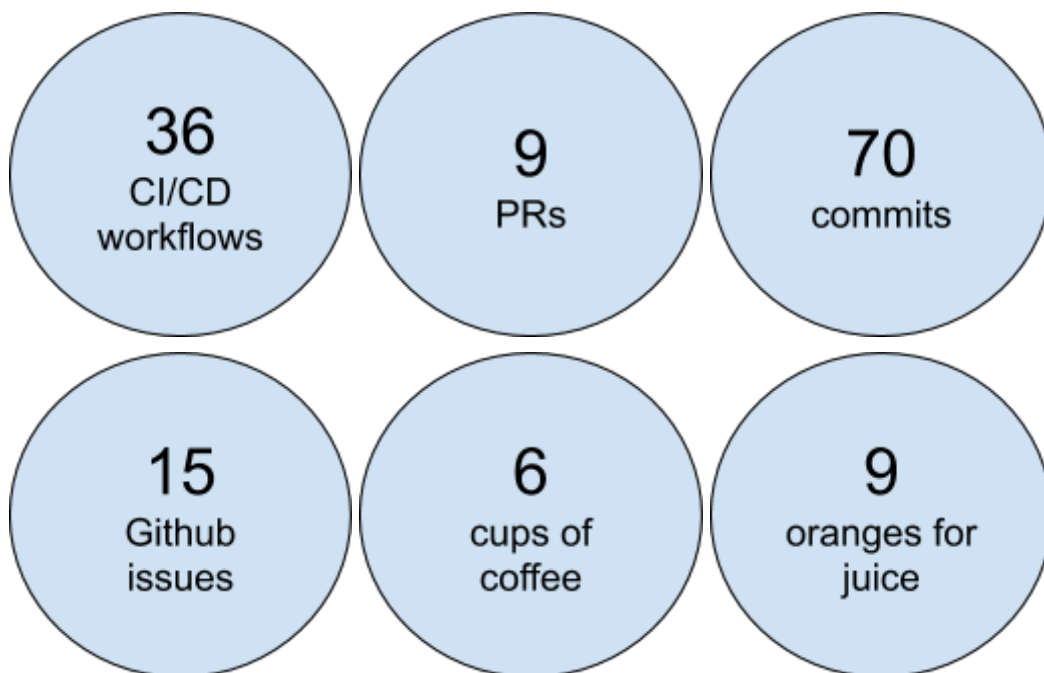 36
CI/CD
workflows
9
PRs
70
commits
15
Github
issues
6
cups of
coffee
9
oranges for
juice